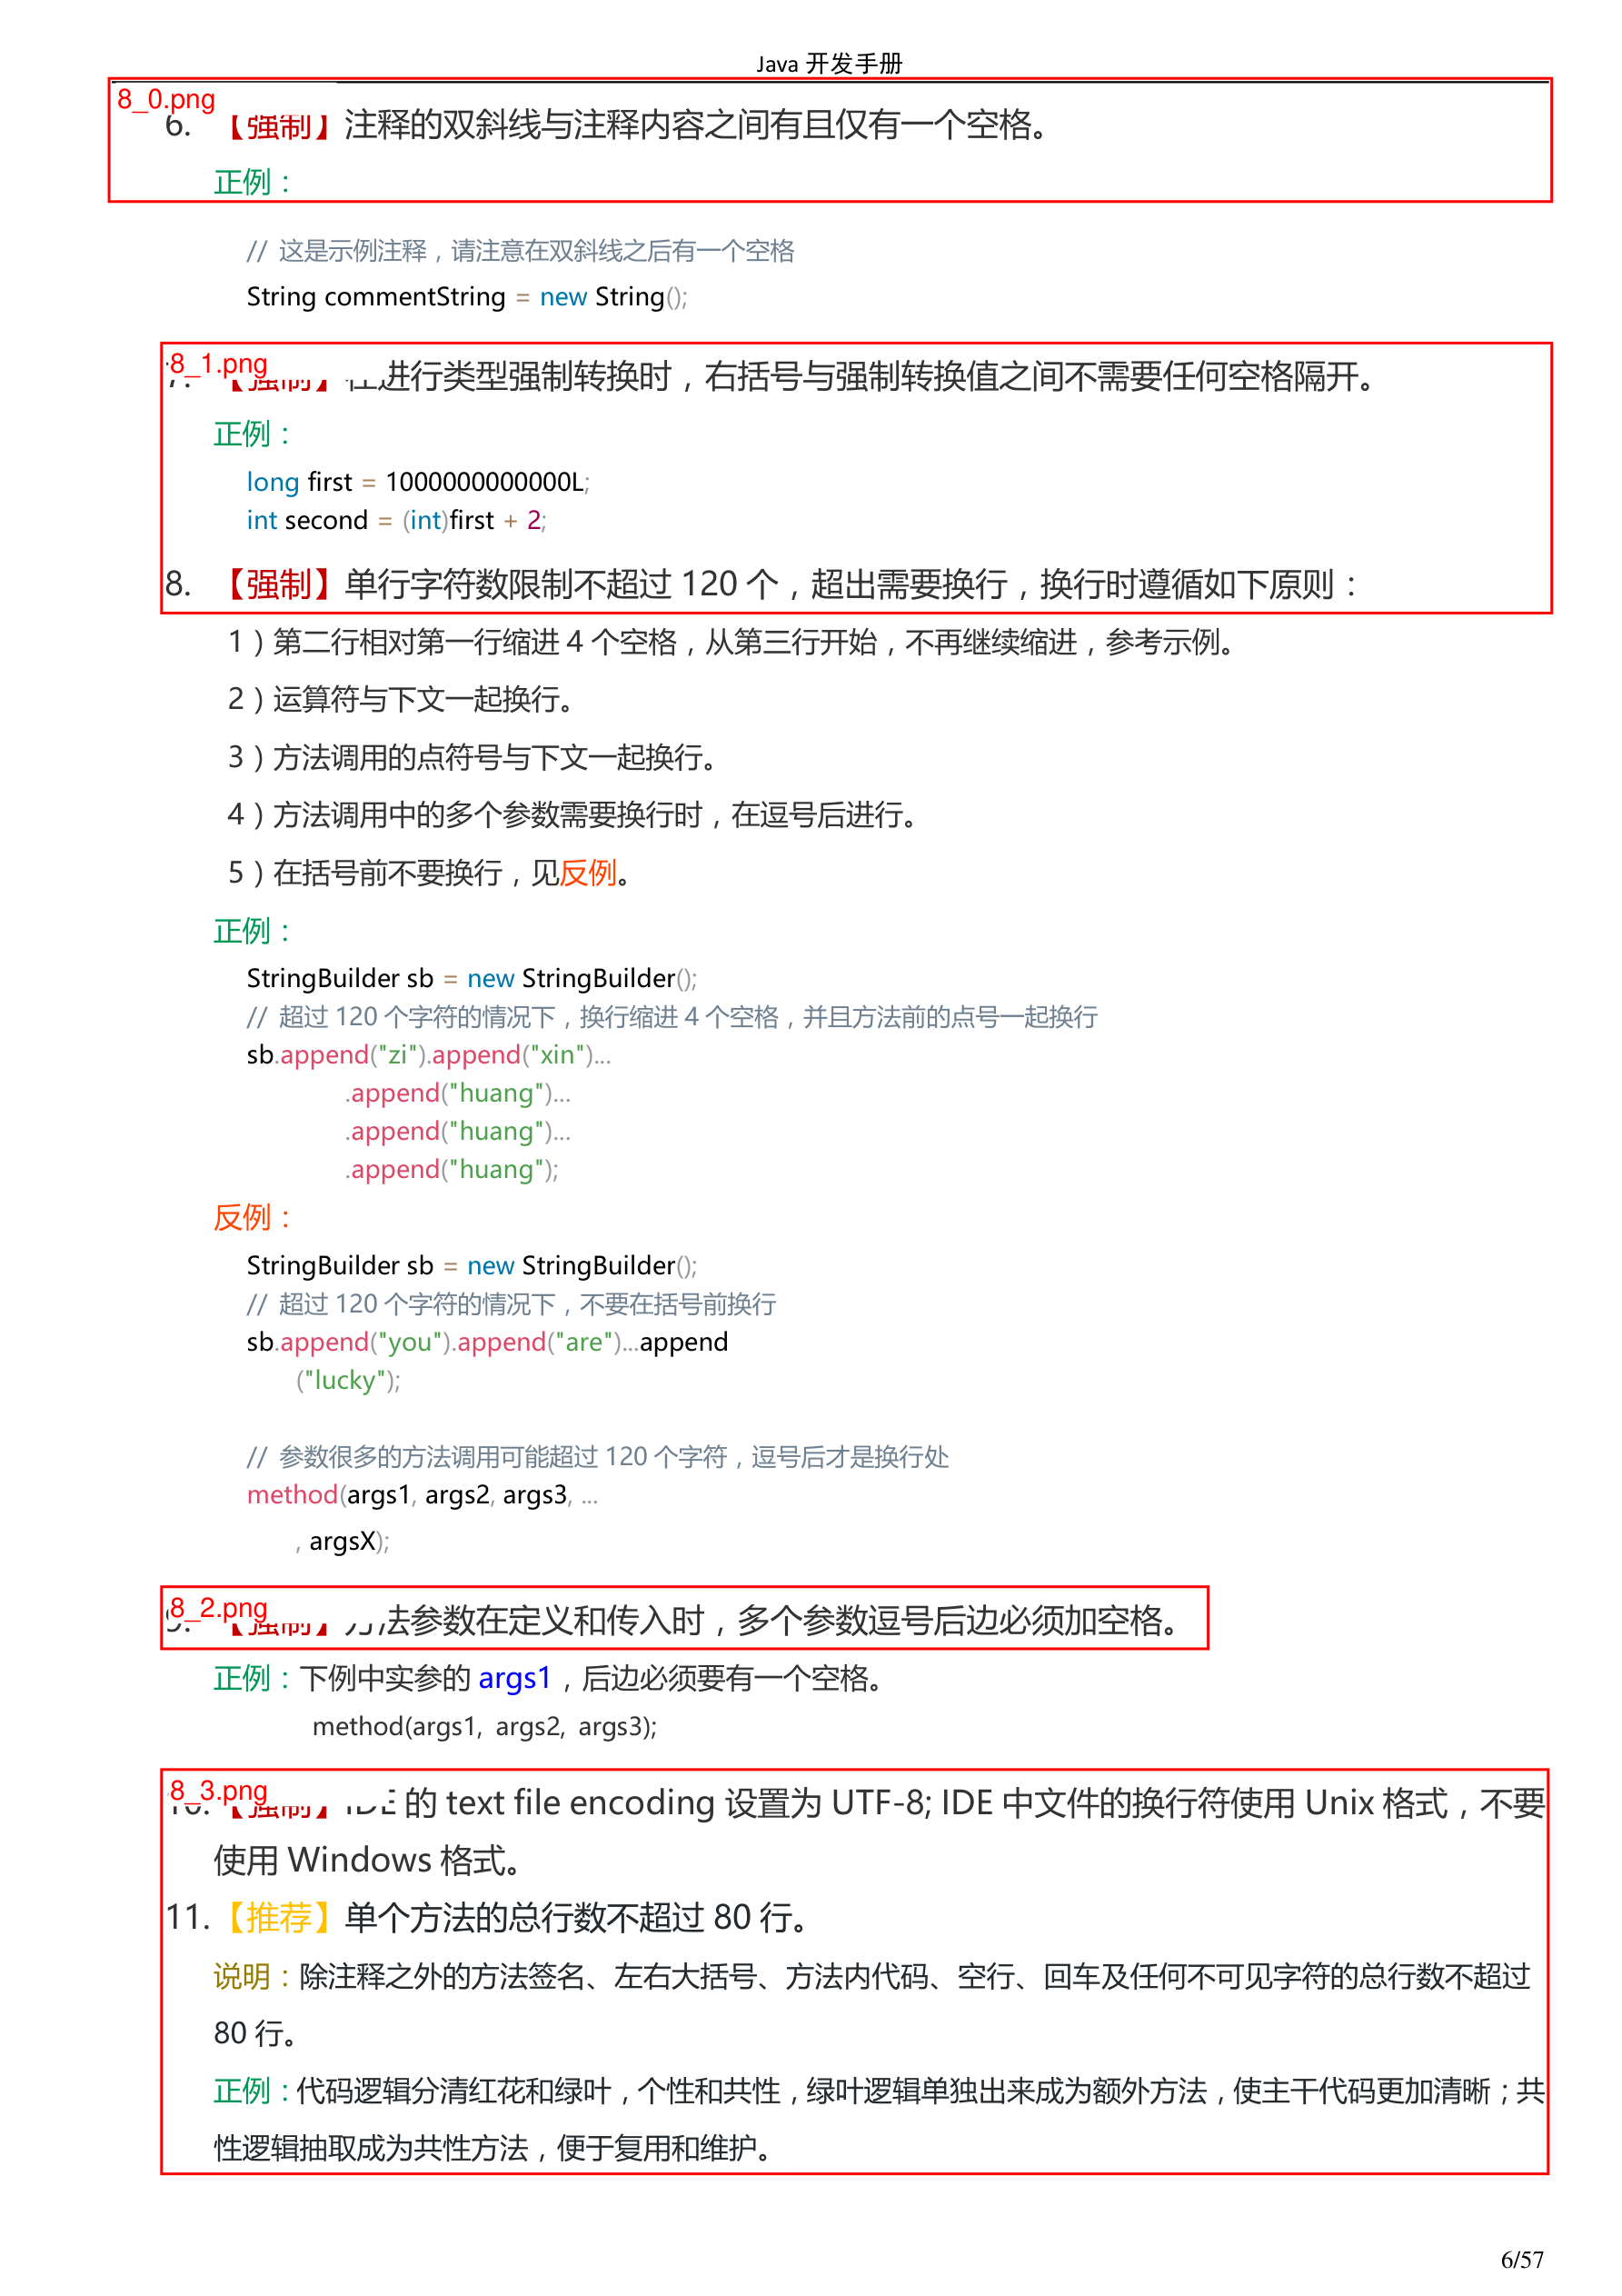 Java 开发手册
8_0.png
6. 【强制】注释的双斜线与注释内容之间有且仅有一个空格。
正例：
// 这是示例注释，请注意在双斜线之后有一个空格
String commentString = new String();
8_1.png
7. 【强制】在进行类型强制转换时，右括号与强制转换值之间不需要任何空格隔开。
正例：
long first = 1000000000000L;
int second = (int)first + 2;
8. 【强制】单行字符数限制不超过 120 个，超出需要换行，换行时遵循如下原则：
1）第二行相对第一行缩进 4 个空格，从第三行开始，不再继续缩进，参考示例。
2）运算符与下文一起换行。
3）方法调用的点符号与下文一起换行。
4）方法调用中的多个参数需要换行时，在逗号后进行。
5）在括号前不要换行，见反例。
正例：
StringBuilder sb = new StringBuilder();
// 超过 120 个字符的情况下，换行缩进 4 个空格，并且方法前的点号一起换行
sb.append("zi").append("xin")...
.append("huang")...
.append("huang")...
.append("huang");
反例：
StringBuilder sb = new StringBuilder();
// 超过 120 个字符的情况下，不要在括号前换行
sb.append("you").append("are")...append
("lucky");
// 参数很多的方法调用可能超过 120 个字符，逗号后才是换行处
method(args1, args2, args3, ...
, argsX);
8_2.png
9. 【强制】方法参数在定义和传入时，多个参数逗号后边必须加空格。
正例：下例中实参的 args1，后边必须要有一个空格。
method(args1, args2, args3);
8_3.png
10. 【强制】IDE 的 text file encoding 设置为 UTF-8; IDE 中文件的换行符使用 Unix 格式，不要
使用 Windows 格式。
11. 【推荐】单个方法的总行数不超过 80 行。
说明：除注释之外的方法签名、左右大括号、方法内代码、空行、回车及任何不可见字符的总行数不超过
80 行。
正例：代码逻辑分清红花和绿叶，个性和共性，绿叶逻辑单独出来成为额外方法，使主干代码更加清晰；共
性逻辑抽取成为共性方法，便于复用和维护。
6/57